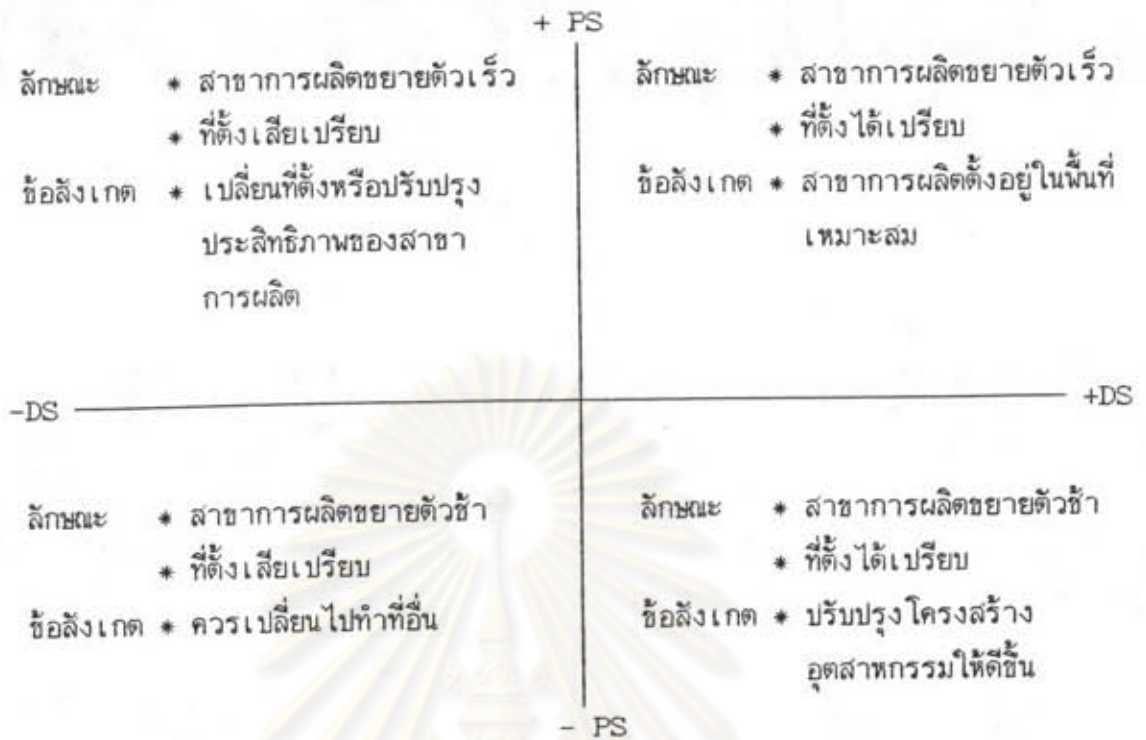 + PS
ลักษณะ * สาขาการผลิตขยายตัวเร็ว
* ที่ตั้งเสียเปรียบ
ข้อสังเกต * เปลี่ยนที่ตั้งหรือปรับปรุง
ประสิทธิภาพของสาขา
การผลิต
ลักษณะ * สาขาการผลิตขยายตัวเร็ว
* ที่ตั้งได้เปรียบ
ข้อสังเกต * สาขาการผลิตตั้งอยู่ในพื้นที่
เหมาะสม
-DS
+DS
ลักษณะ * สาขาการผลิตขยายตัวช้า
* ที่ตั้งเสียเปรียบ
ข้อสังเกต * ควรเปลี่ยนไปทำที่อื่น
ลักษณะ * สาขาการผลิตขยายตัวช้า
* ที่ตั้งได้เปรียบ
ข้อสังเกต * ปรับปรุงโครงสร้าง
อุตสาหกรรมให้ดีขึ้น
- PS